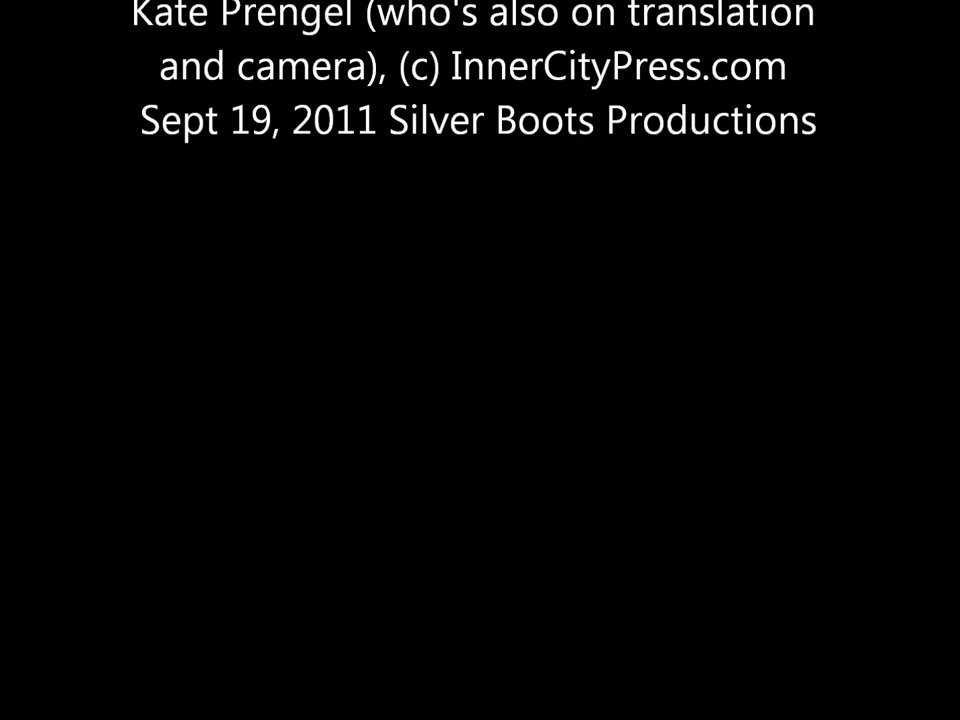 Kate Prengel (who's also on translation
and camera), (c) InnerCityPress.com
Sept 19, 2011 Silver Boots Productions